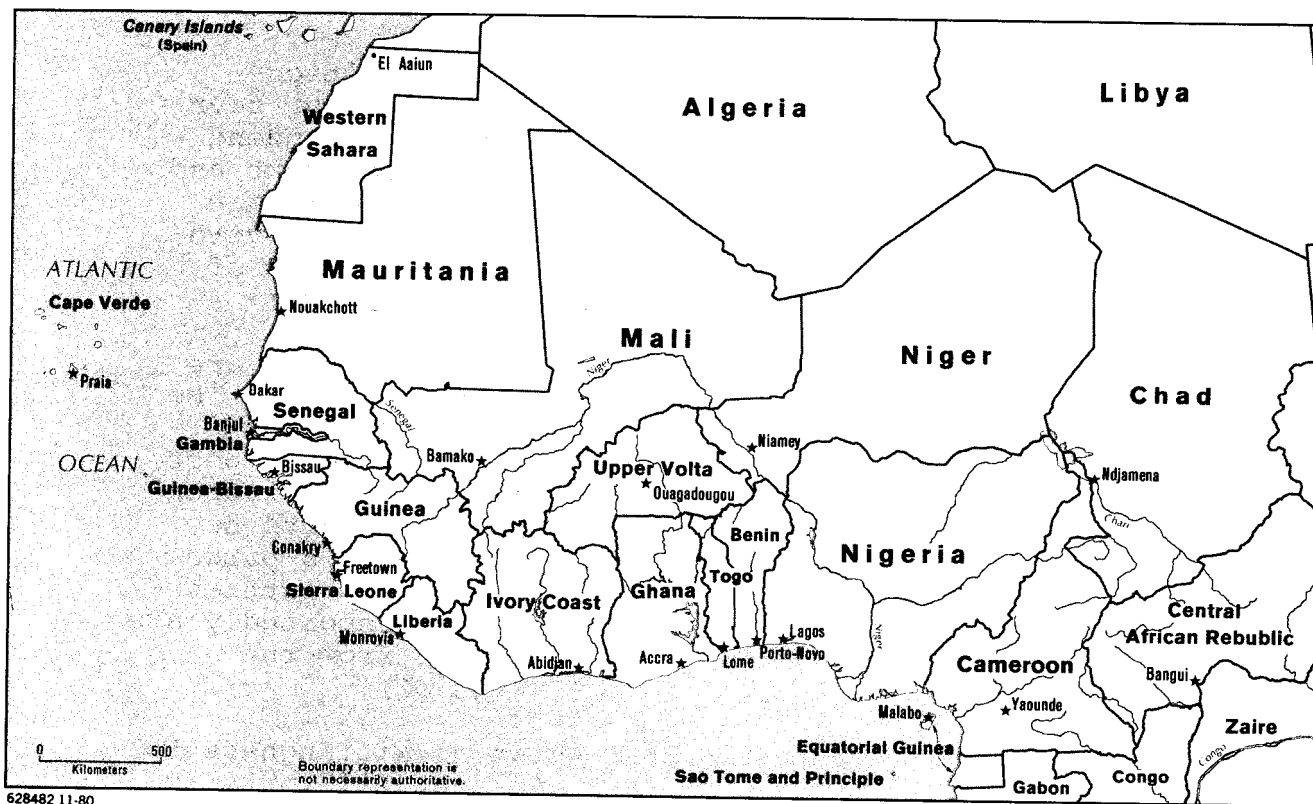 Canary Islands
(Spain)
El Aaiun
Western
Sahara
Algeria
Libya
ATLANTIC
Cape Verde
Mauritania
Nouakchott
Mali
Niger
Niger
Chad
Praia
Dakar
Senegal
Senegal
Banjul
Gambia
OCEAN
Bissau
Guinea-Bissau
Bamako
Niamey
Upper Volta
Ouagadougou
Ndjamena
Chari
Guinea
Benin
Nigeria
Conakry
Freetown
Sierra Leone
Togo
Ghana
Ivory Coast
Liberia
Monrovia
Central
African Rebublic
Lagos
Porto-Novo
Niger
Abidjan
Accra
Lome
Cameroon
Bangui
Malabo
Yaounde
Zaire
Equatorial Guinea
Congo
Sao Tome and Principle
Gabon
Congo
0 500
Kilometers
Boundary representation is
not necessarily authoritative.
628482 11-80